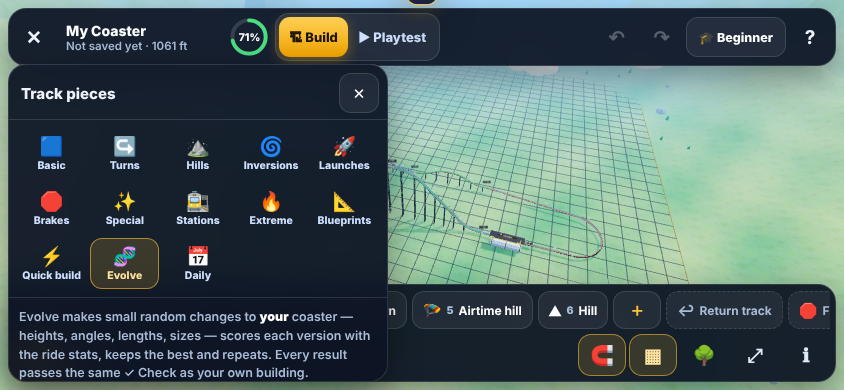 My Coaster
Not saved yet · 1061 ft
71%
Build
Playtest
Beginner
?
Track pieces
Basic
Turns
Hills
Inversions
Launches
Brakes
Special
Stations
Extreme
Blueprints
Quick build
Evolve
Daily
Evolve makes small random changes to your coaster —
heights, angles, lengths, sizes — scores each version with
the ride stats, keeps the best and repeats. Every result
passes the same ✓ Check as your own building.
n
5 Airtime hill
6 Hill
+
Return track
F